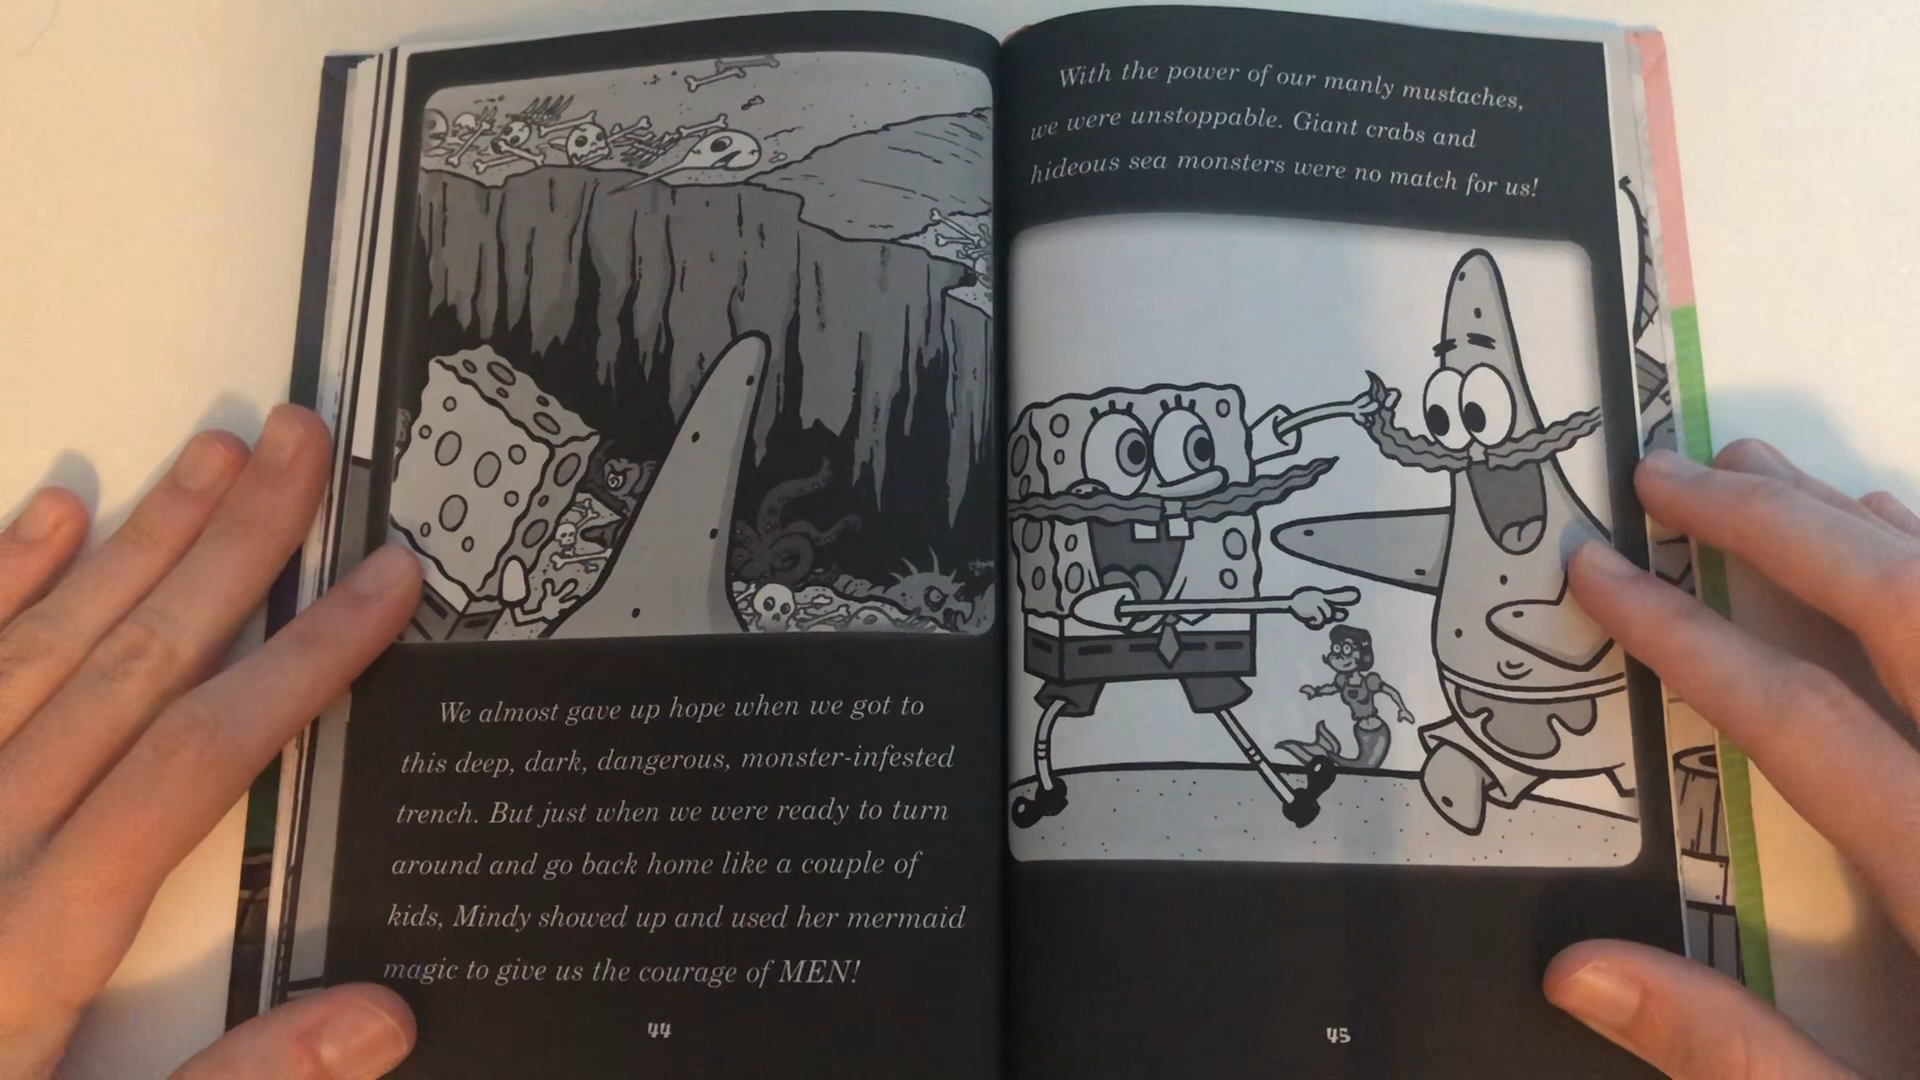 We almost gave up hope when we got to
this deep, dark, dangerous, monster-infested
trench. But just when we were ready to turn
around and go back home like a couple of
kids, Mindy showed up and used her mermaid
magic to give us the courage of MEN!
44
With the power of our manly mustaches,
we were unstoppable. Giant crabs and
hideous sea monsters were no match for us!
45